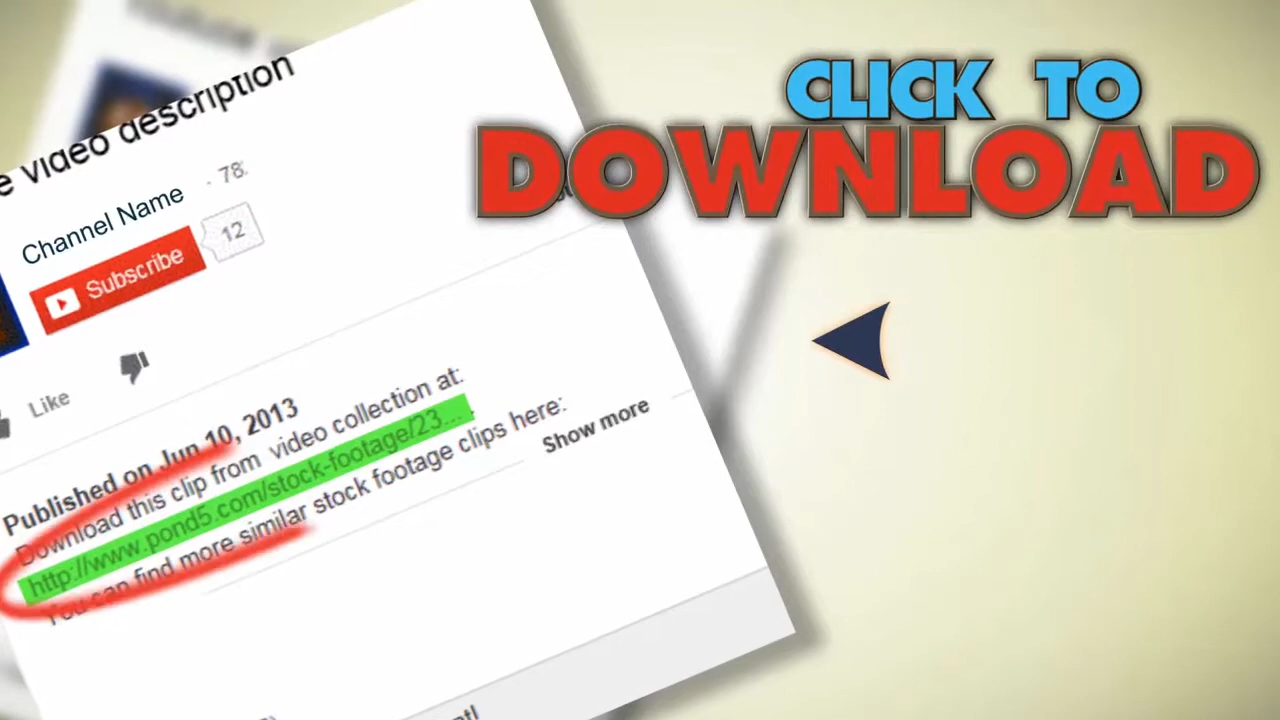 CLICK TO
DOWNLOAD
e video description
Channel Name
78
Subscribe
12
Like
Published on Jun 10, 2013
Download this clip from video collection at:
http://www.pond5.com/stock-footage/23...
You can find more similar stock footage clips here:
Show more